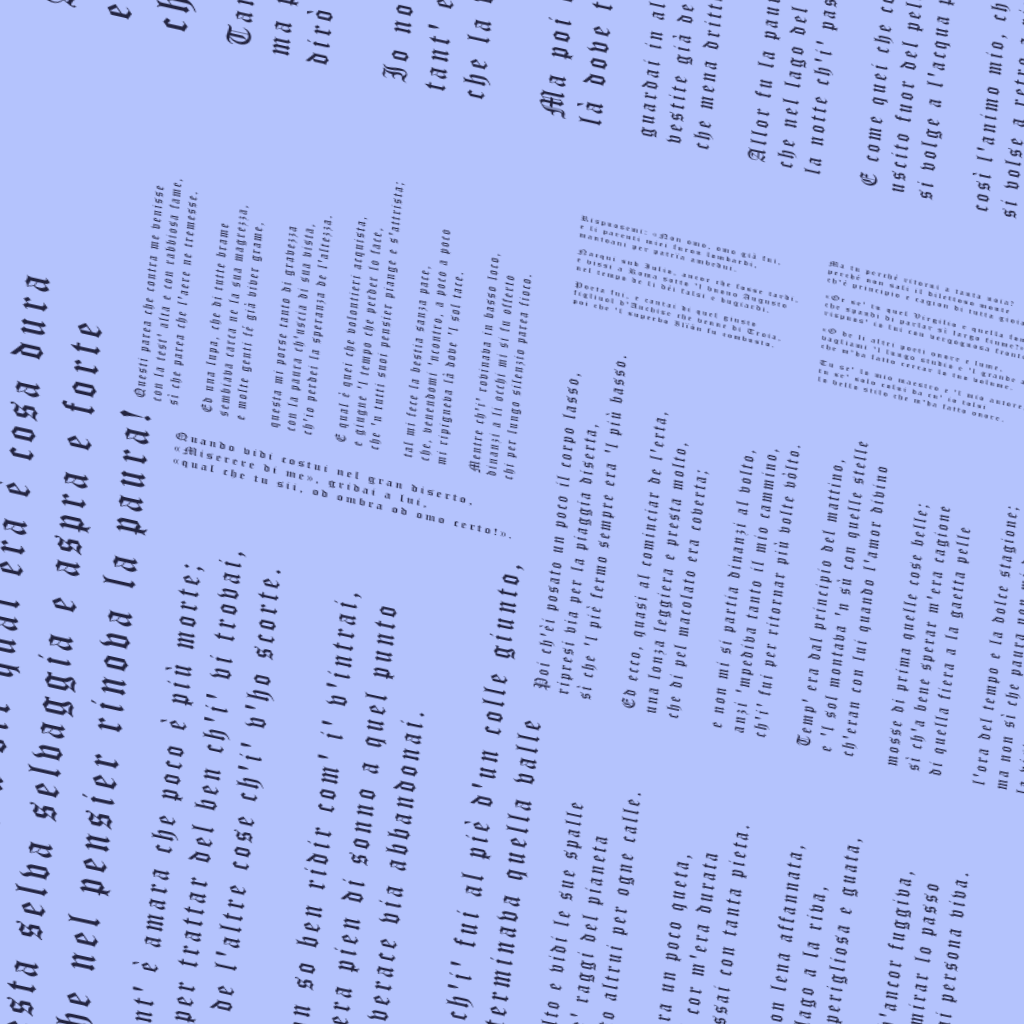 ch
Ta
ma p
dirò
Io no
tant' e
che la v
Ma poi
là dove t
guardai in al
vestite già de
che mena dritt
Allor fu la pau
che nel lago del
la notte ch'i' pas
E come quei che co
uscito fuor del pel
si volge a l'acqua p
così l'animo mio, ch
si volse a retro a
qual era è cosa dura
esta selva selvaggia e aspra e forte
he nel pensier rinova la paura!
nt' è amara che poco è più morte;
per trattar del ben ch'i' vi trovai,
de l'altre cose ch'i' v'ho scorte.
n so ben ridir com' i' v'intrai,
era pien di sonno a quel punto
verace via abbandonai.
ch'i' fui al piè d'un colle giunto,
terminava quella valle
lto e vidi le sue spalle
' raggi del pianeta
o altrui per ogne calle.
ra un poco queta,
cor m'era durata
ssai con tanta pieta.
on lena affannata,
lago a la riva,
perigliosa e guata,
'ancor fuggiva,
mirar lo passo
i persona viva.
Poi ch'èi posato un poco il corpo lasso,
ripresi via per la piaggia diserta,
sì che 'l piè fermo sempre era 'l più basso.
Ed ecco, quasi al cominciar de l'erta,
una lonza leggiera e presta molto,
che di pel macolato era coverta;
e non mi si partia dinanzi al volto,
anzi 'mpediva tanto il mio cammino,
ch'i' fui per ritornar più volte vòlto.
Temp' era dal principio del mattino,
e 'l sol montava 'n sù con quelle stelle
ch'eran con lui quando l'amor divino
mosse di prima quelle cose belle;
sì ch'a bene sperar m'era cagione
di quella fiera a la gaetta pelle
l'ora del tempo e la dolce stagione;
ma non sì che paura non
Questi parea che contra me venisse
con la test' alta e con rabbiosa fame,
sì che parea che l'aere ne tremesse.
Ed una lupa, che di tutte brame
sembiava carca ne la sua magrezza,
e molte genti fé già viver grame,
questa mi porse tanto di gravezza
con la paura ch'uscia di sua vista,
ch'io perdei la speranza de l'altezza.
E qual è quei che volontieri acquista,
e giugne 'l tempo che perder lo face,
che 'n tutti suoi pensier piange e s'attrista;
tal mi fece la bestia sanza pace,
che, venendomi 'ncontro, a poco a poco
mi ripigneva là dove 'l sol tace.
Mentre ch'i' rovinava in basso loco,
dinanzi a li occhi mi si fu offerto
chi per lungo silenzio parea fioco.
Quando vidi costui nel gran diserto,
«Miserere di me», gridai a lui,
«qual che tu sii, od ombra od omo certo!».
Rispuosemi: «Non omo, omo già fui,
e li parenti miei furon lombardi,
mantoani per patrïa ambedui.
Nacqui sub Iulio, ancor che fosse tardi,
e vissi a Roma sotto 'l buono Augusto
nel tempo de li dèi falsi e bugiardi.
Poeta fui, e cantai di quel giusto
figliuol d'Anchise che venne di Troia,
poi che 'l superbo Ilïón fu combusto.
Ma tu perché ritorni a tanta noia?
perché non sali il dilettoso monte
ch'è principio e cagion di tutta gioia
«Or se' tu quel Virgilio e quella fon
che spandi di parlar sì largo fiume?»
rispuos' io lui con vergognosa fronte
«O de li altri poeti onore e lume,
vagliami 'l lungo studio e 'l grande a
che m'ha fatto cercar lo tuo volume.
Tu se' lo mio maestro e 'l mio autore
tu se' solo colui da cu' io tolsi
lo bello stilo che m'ha fatto onore.